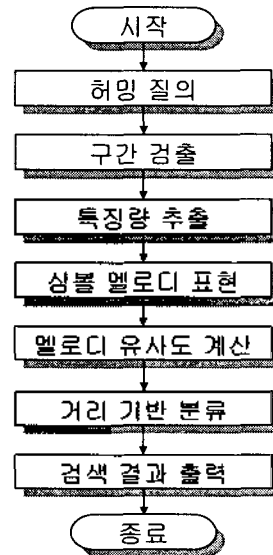 시작
허밍 질의
구간 검출
특징량 추출
삼볼 멜로디 표현
멜로디 유사도 계산
거리 기반 분류
검색 결과 출력
종료